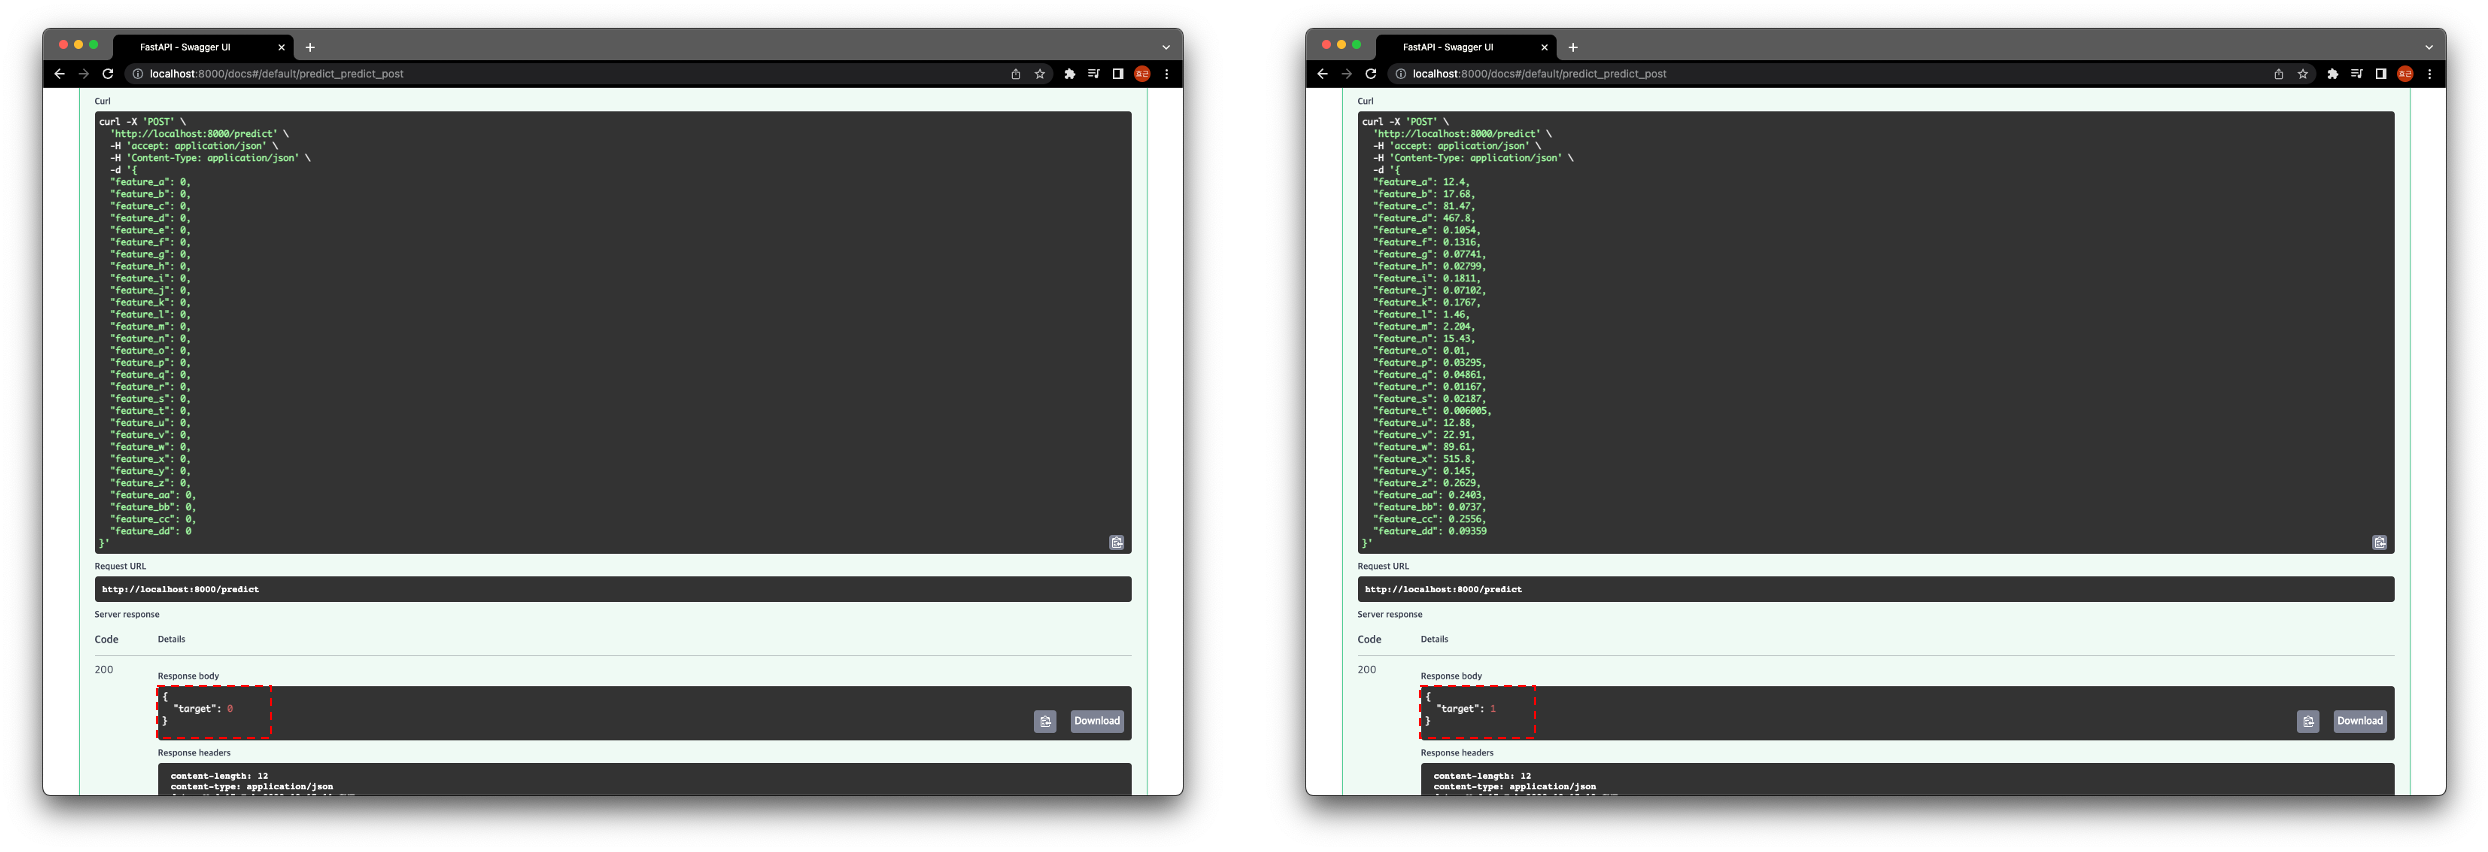 FastAPI - Swagger UI
localhost:8000/docs#/default/predict_predict_post
Curl
curl -X 'POST' \
'http://localhost:8000/predict' \
-H 'accept: application/json' \
-H 'Content-Type: application/json' \
-d '{
"feature_a": 0,
"feature_b": 0,
"feature_c": 0,
"feature_d": 0,
"feature_e": 0,
"feature_f": 0,
"feature_g": 0,
"feature_h": 0,
"feature_i": 0,
"feature_j": 0,
"feature_k": 0,
"feature_l": 0,
"feature_m": 0,
"feature_n": 0,
"feature_o": 0,
"feature_p": 0,
"feature_q": 0,
"feature_r": 0,
"feature_s": 0,
"feature_t": 0,
"feature_u": 0,
"feature_v": 0,
"feature_w": 0,
"feature_x": 0,
"feature_y": 0,
"feature_z": 0,
"feature_aa": 0,
"feature_bb": 0,
"feature_cc": 0,
"feature_dd": 0
}'
Request URL
http://localhost:8000/predict
Server response
Code Details
200
Response body
{
"target": 0
}
Download
Response headers
content-length: 12
content-type: application/json
FastAPI - Swagger UI
localhost:8000/docs#/default/predict_predict_post
Curl
curl -X 'POST' \
'http://localhost:8000/predict' \
-H 'accept: application/json' \
-H 'Content-Type: application/json' \
-d '{
"feature_a": 12.4,
"feature_b": 17.68,
"feature_c": 81.47,
"feature_d": 467.8,
"feature_e": 0.1054,
"feature_f": 0.1316,
"feature_g": 0.07741,
"feature_h": 0.02799,
"feature_i": 0.1811,
"feature_j": 0.07102,
"feature_k": 0.1767,
"feature_l": 1.46,
"feature_m": 2.204,
"feature_n": 15.43,
"feature_o": 0.01,
"feature_p": 0.03295,
"feature_q": 0.04861,
"feature_r": 0.01167,
"feature_s": 0.02187,
"feature_t": 0.006005,
"feature_u": 12.88,
"feature_v": 22.91,
"feature_w": 89.61,
"feature_x": 515.8,
"feature_y": 0.145,
"feature_z": 0.2629,
"feature_aa": 0.2403,
"feature_bb": 0.0737,
"feature_cc": 0.2556,
"feature_dd": 0.09359
}'
Request URL
http://localhost:8000/predict
Server response
Code Details
200
Response body
{
"target": 1
}
Download
Response headers
content-length: 12
content-type: application/json